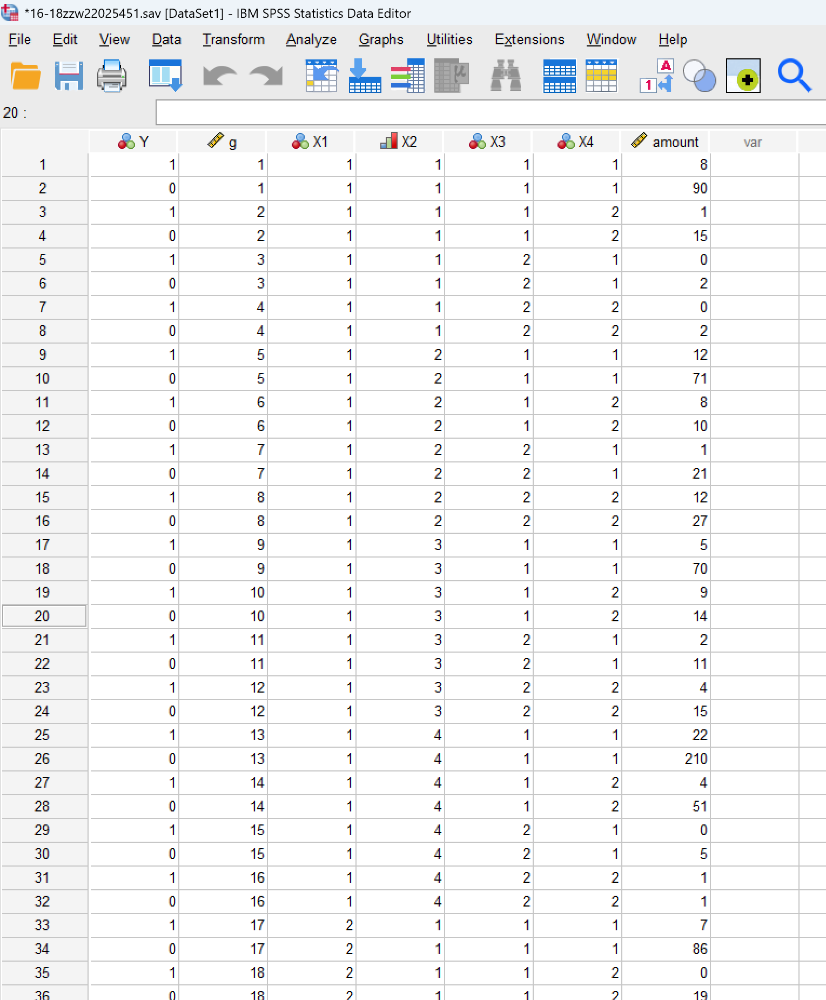 *16-18zzw22025451.sav [DataSet1] - IBM SPSS Statistics Data Editor
File Edit View Data Transform Analyze Graphs Utilities Extensions Window Help
μ A 1
20 :
Y g X1 X2 X3 X4 amount var
1 1 1 1 1 1 1 8
2 0 1 1 1 1 1 90
3 1 2 1 1 1 2 1
4 0 2 1 1 1 2 15
5 1 3 1 1 2 1 0
6 0 3 1 1 2 1 2
7 1 4 1 1 2 2 0
8 0 4 1 1 2 2 2
9 1 5 1 2 1 1 12
10 0 5 1 2 1 1 71
11 1 6 1 2 1 2 8
12 0 6 1 2 1 2 10
13 1 7 1 2 2 1 1
14 0 7 1 2 2 1 21
15 1 8 1 2 2 2 12
16 0 8 1 2 2 2 27
17 1 9 1 3 1 1 5
18 0 9 1 3 1 1 70
19 1 10 1 3 1 2 9
20 0 10 1 3 1 2 14
21 1 11 1 3 2 1 2
22 0 11 1 3 2 1 11
23 1 12 1 3 2 2 4
24 0 12 1 3 2 2 15
25 1 13 1 4 1 1 22
26 0 13 1 4 1 1 210
27 1 14 1 4 1 2 4
28 0 14 1 4 1 2 51
29 1 15 1 4 2 1 0
30 0 15 1 4 2 1 5
31 1 16 1 4 2 2 1
32 0 16 1 4 2 2 1
33 1 17 2 1 1 1 7
34 0 17 2 1 1 1 86
35 1 18 2 1 1 2 0
36 0 18 2 1 1 2 19